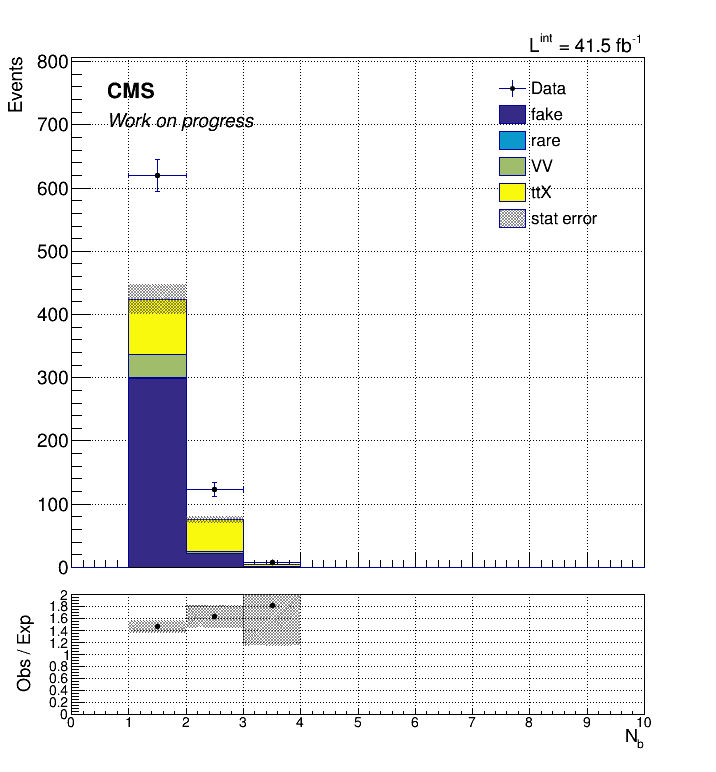 L^int = 41.5 fb^-1
Events
800
700
600
500
400
300
200
100
0
CMS
Work on progress
Data
fake
rare
VV
ttX
stat error
Obs / Exp
2
1.8
1.6
1.4
1.2
1
0.8
0.6
0.4
0.2
0
0 1 2 3 4 5 6 7 8 9 10
N_b